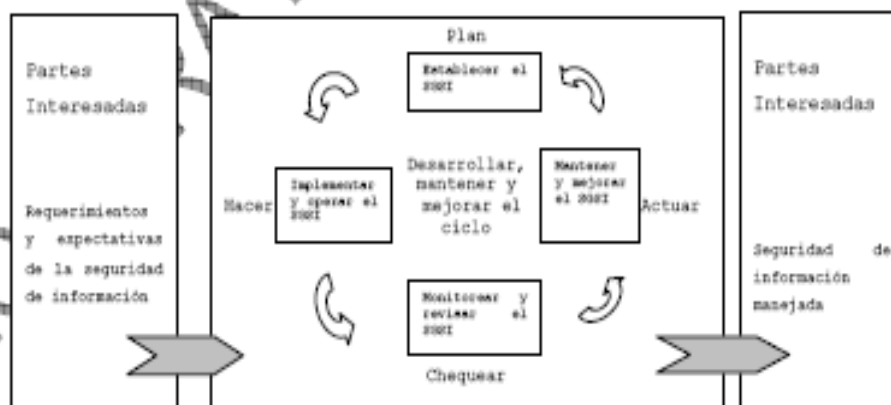 Partes
Interesadas
Requerimientos
y espectativas
de la seguridad
de información
Plan
Establecer el
SGSI
Hacer
Implementar
y operar el
SGSI
Desarrollar,
mantener y
mejorar el
ciclo
Mantener
y mejorar
el SGSI
Actuar
Monitorear y
revisar el
SGSI
Chequear
Partes
Interesadas
Seguridad de
información
manejada